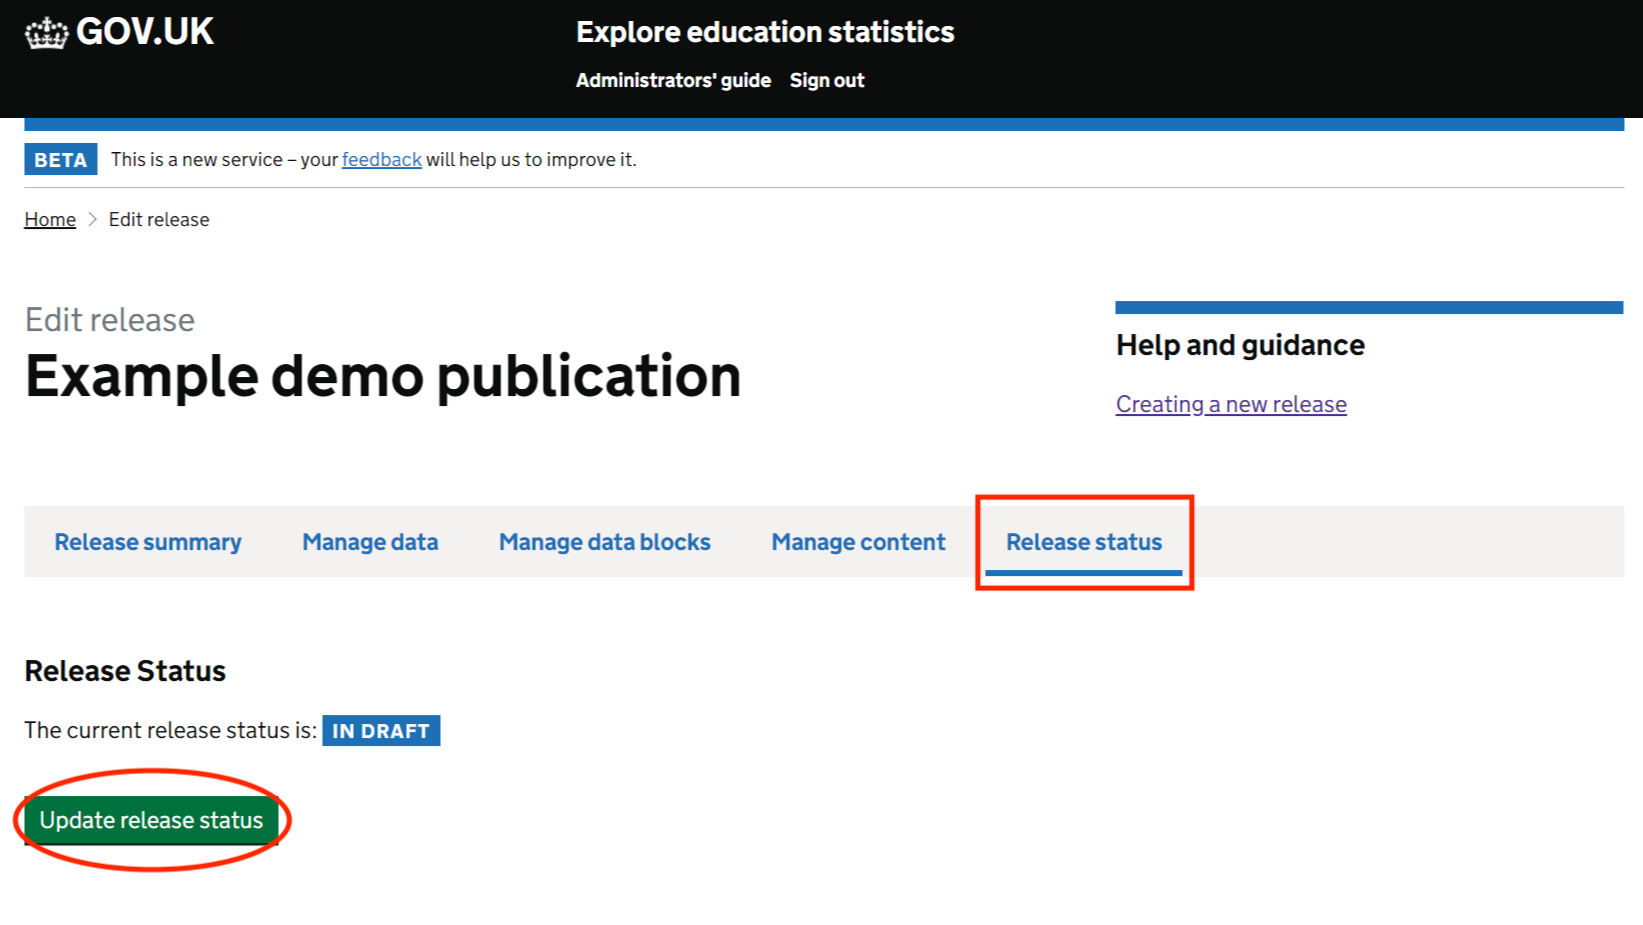 GOV.UK
Explore education statistics
Administrators' guide Sign out
BETA This is a new service – your feedback will help us to improve it.
Home > Edit release
Edit release
Example demo publication
Help and guidance
Creating a new release
Release summary Manage data Manage data blocks Manage content Release status
Release Status
The current release status is: IN DRAFT
Update release status